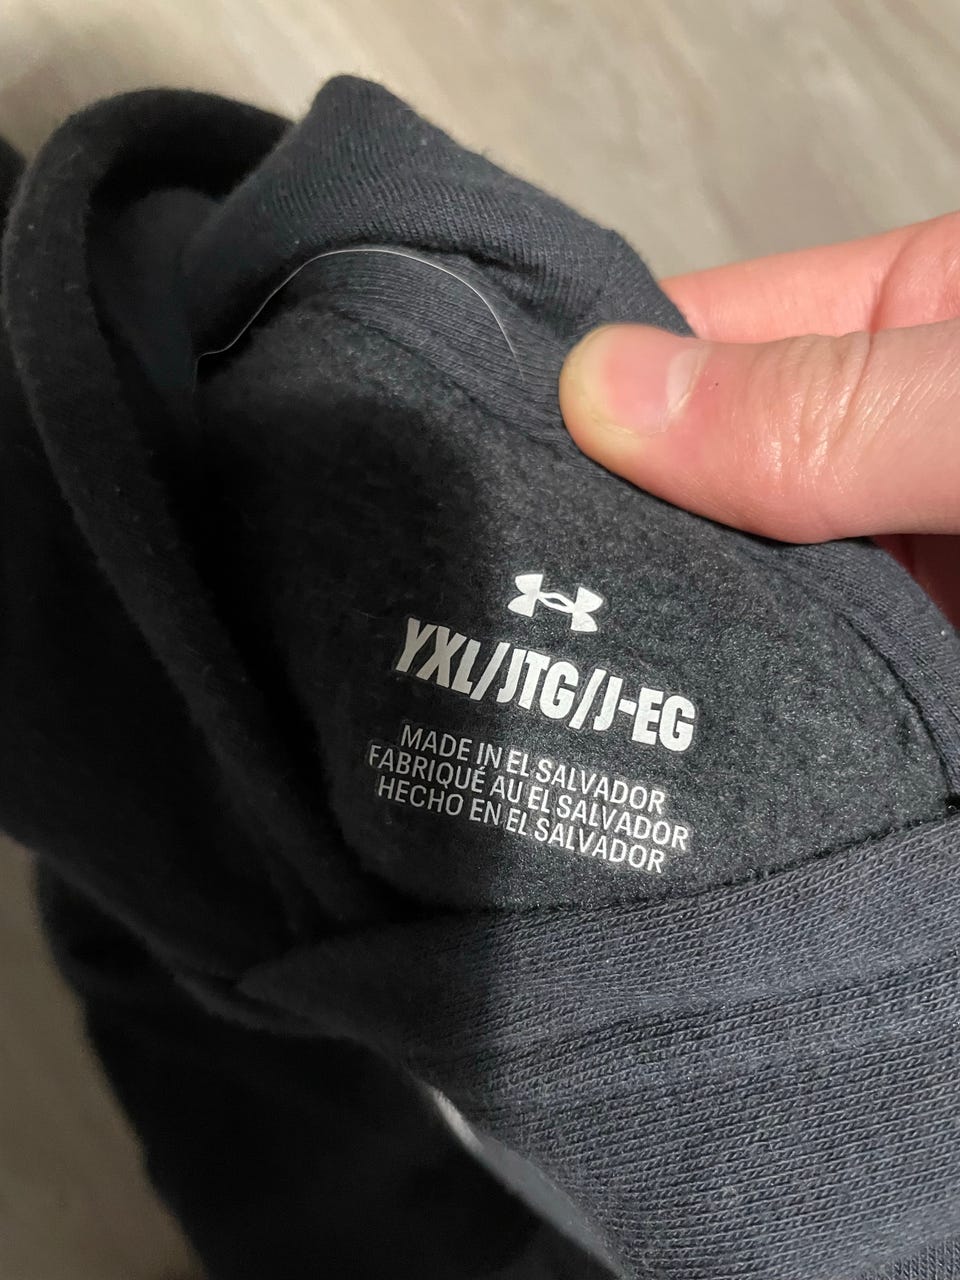 YXL/JTG/J-EG
MADE IN EL SALVADOR
FABRIQUÉ AU EL SALVADOR
HECHO EN EL SALVADOR